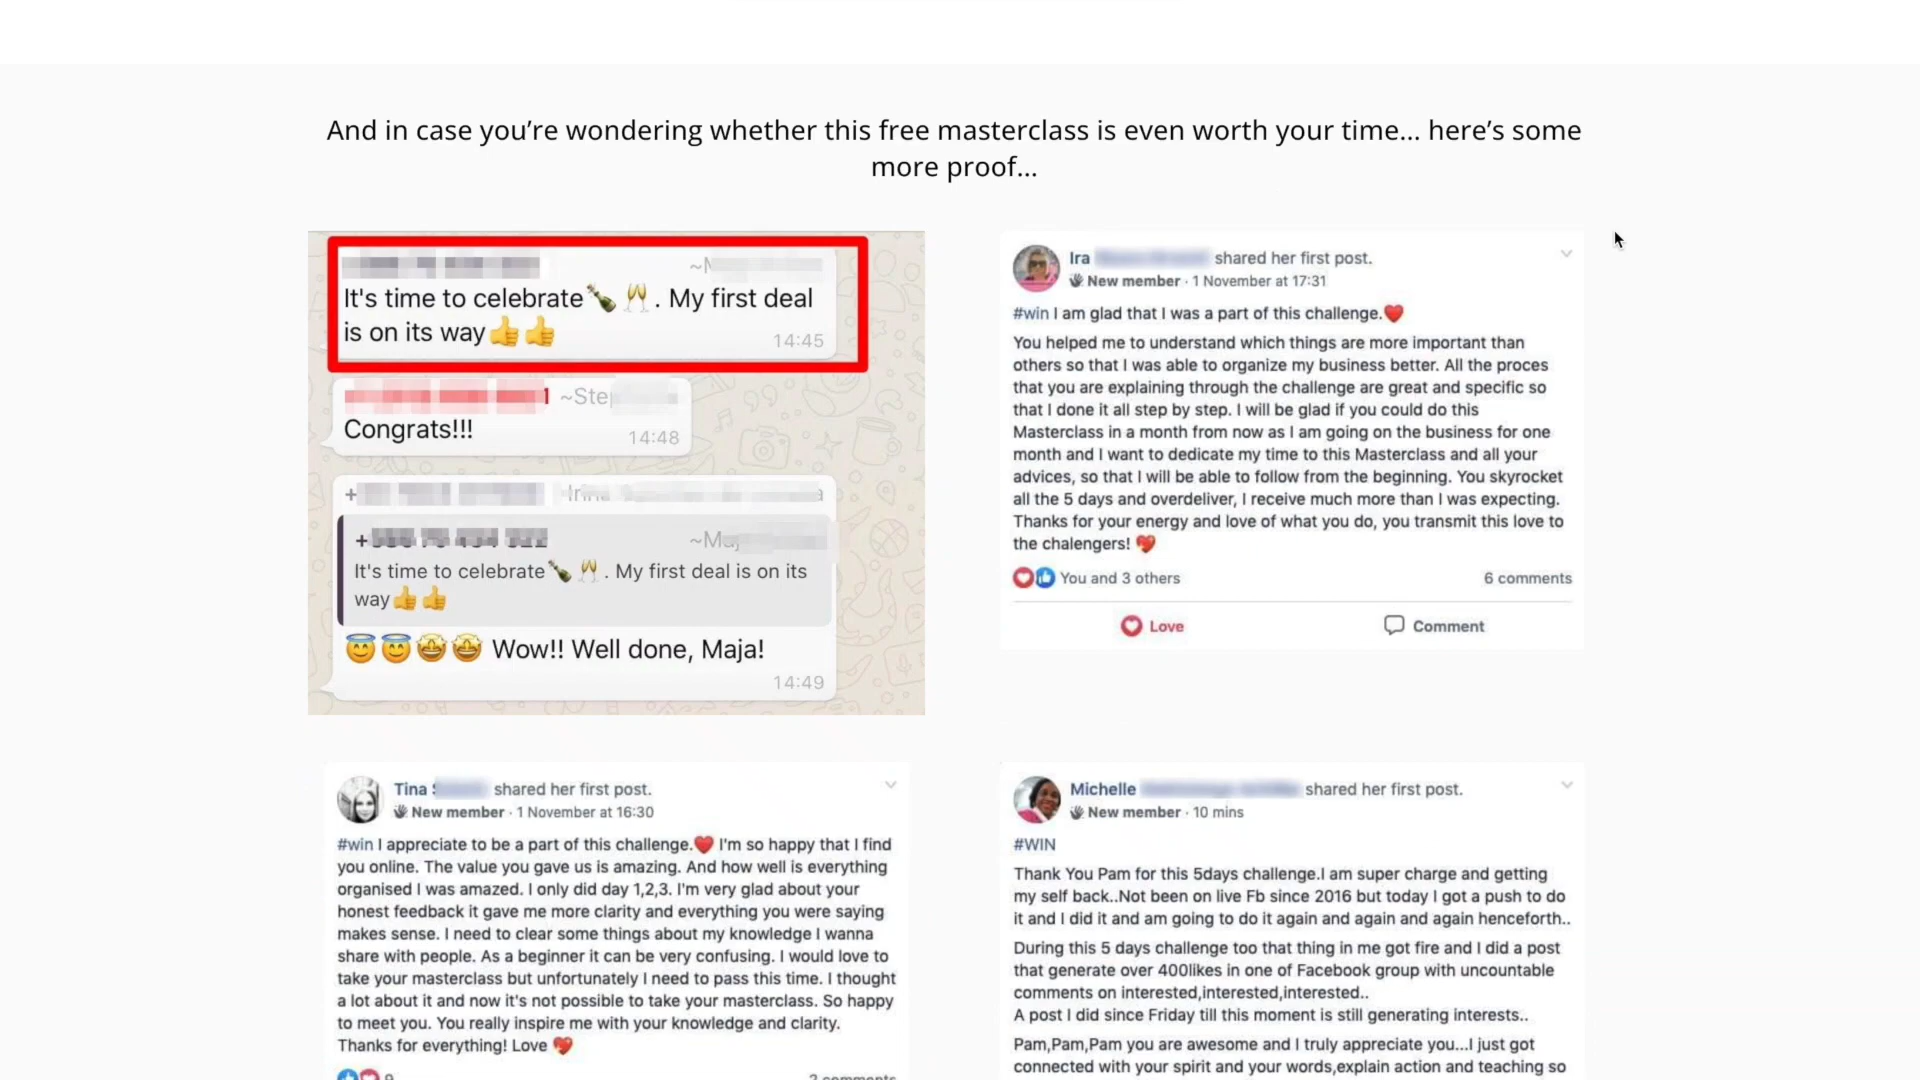 And in case you’re wondering whether this free masterclass is even worth your time... here’s some
more proof...
It's time to celebrate🍾🥂. My first deal
is on its way👍👍
14:45
~Ste
Congrats!!!
14:48
+
+
~Maj
It's time to celebrate🍾🥂. My first deal is on its
way👍👍
😇😇🤩🤩 Wow!! Well done, Maja!
14:49
Ira shared her first post.
👋 New member · 1 November at 17:31
#win I am glad that I was a part of this challenge.❤️
You helped me to understand which things are more important than
others so that I was able to organize my business better. All the proces
that you are explaining through the challenge are great and specific so
that I done it all step by step. I will be glad if you could do this
Masterclass in a month from now as I am going on the business for one
month and I want to dedicate my time to this Masterclass and all your
advices, so that I will be able to follow from the beginning. You skyrocket
all the 5 days and overdeliver, I receive much more than I was expecting.
Thanks for your energy and love of what you do, you transmit this love to
the chalengers! 💖
You and 3 others
6 comments
Love
Comment
Tina shared her first post.
👋 New member · 1 November at 16:30
#win I appreciate to be a part of this challenge.❤️ I'm so happy that I find
you online. The value you gave us is amazing. And how well is everything
organised I was amazed. I only did day 1,2,3. I'm very glad about your
honest feedback it gave me more clarity and everything you were saying
makes sense. I need to clear some things about my knowledge I wanna
share with people. As a beginner it can be very confusing. I would love to
take your masterclass but unfortunately I need to pass this time. I thought
a lot about it and now it's not possible to take your masterclass. So happy
to meet you. You really inspire me with your knowledge and clarity.
Thanks for everything! Love 💖
Michelle shared her first post.
👋 New member · 10 mins
#WIN
Thank You Pam for this 5days challenge.I am super charge and getting
my self back..Not been on live Fb since 2016 but today I got a push to do
it and I did it and am going to do it again and again and again henceforth..
During this 5 days challenge too that thing in me got fire and I did a post
that generate over 400likes in one of Facebook group with uncountable
comments on interested,interested,interested..
A post I did since Friday till this moment is still generating interests..
Pam,Pam,Pam you are awesome and I truly appreciate you...I just got
connected with your spirit and your words,explain action and teaching so